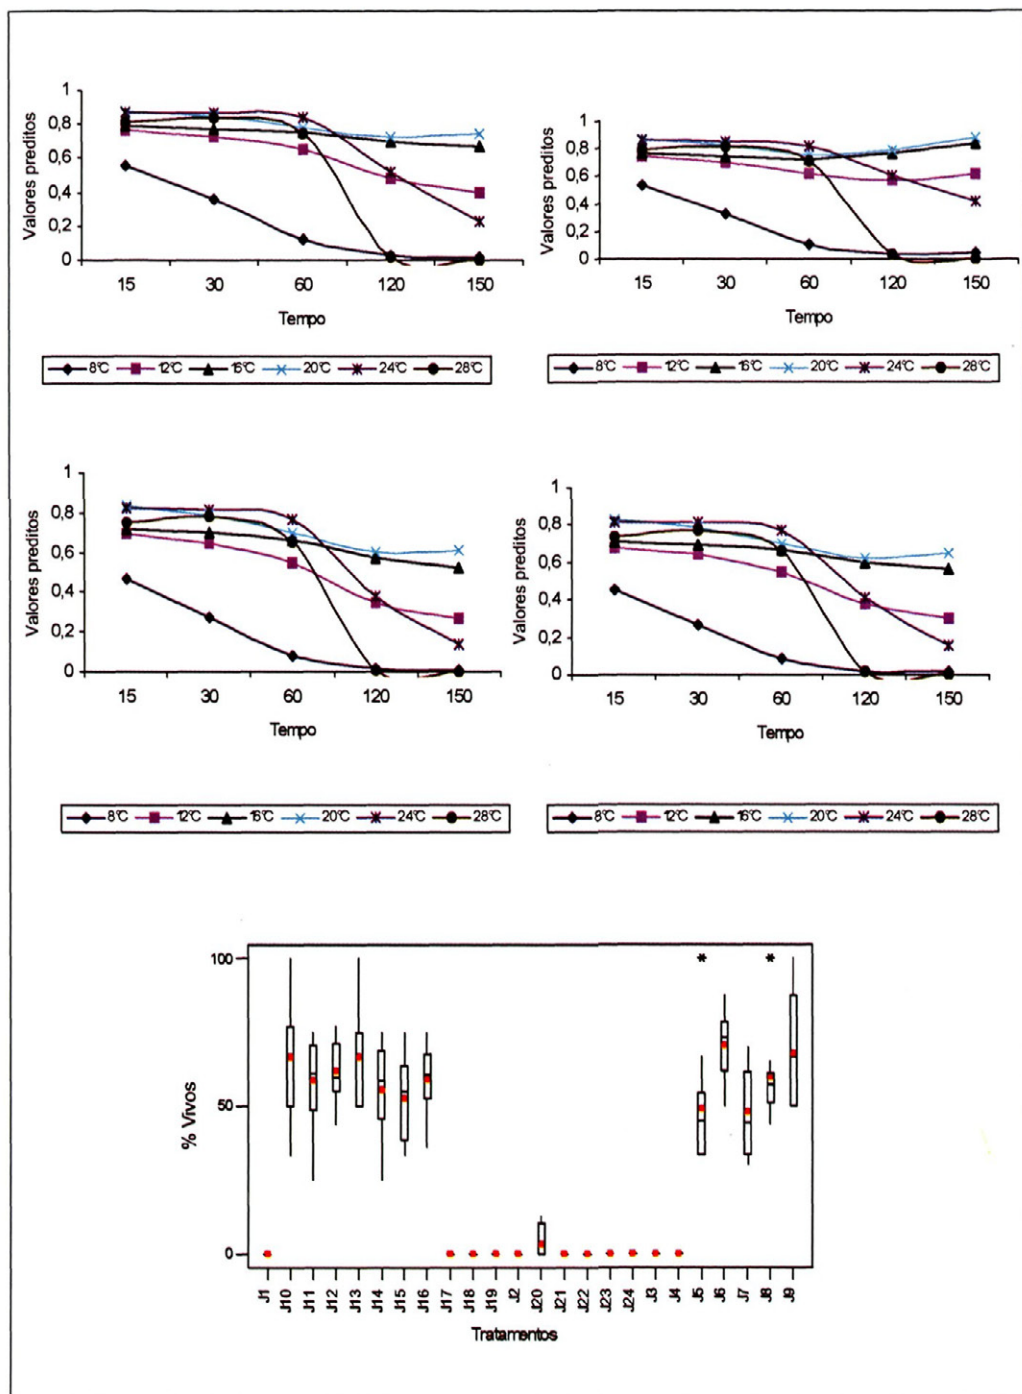 1
0,8
0,6
0,4
0,2
0
Valores preditos
15 30 60 120 150
Tempo
8°C 12°C 16°C 20°C 24°C 28°C
1
0,8
0,6
0,4
0,2
0
Valores preditos
15 30 60 120 150
Tempo
8°C 12°C 16°C 20°C 24°C 28°C
1
0,8
0,6
0,4
0,2
0
Valores preditos
15 30 60 120 150
Tempo
8°C 12°C 16°C 20°C 24°C 28°C
1
0,8
0,6
0,4
0,2
0
Valores preditos
15 30 60 120 150
Tempo
8°C 12°C 16°C 20°C 24°C 28°C
100
50
0
% Vivos
J1 J10 J11 J12 J13 J14 J15 J16 J17 J18 J19 J2 J20 J21 J22 J23 J24 J3 J4 J5 J6 J7 J8 J9
Tratamentos